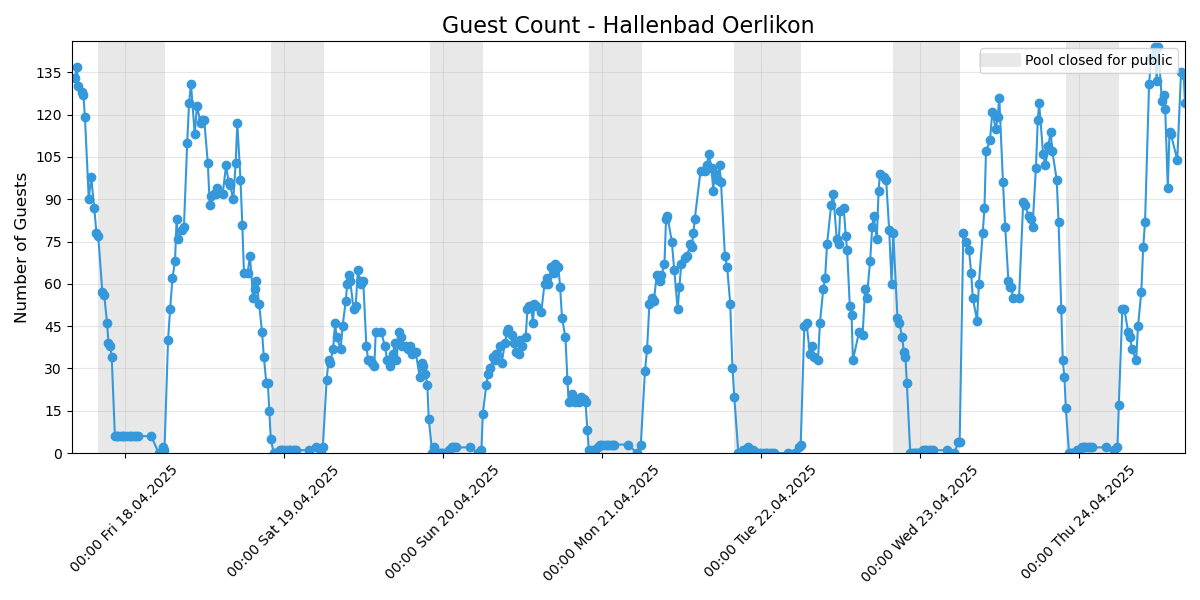 Guest Count - Hallenbad Oerlikon
Pool closed for public
Number of Guests
135
120
105
90
75
60
45
30
15
0
00:00 Fri 18.04.2025
00:00 Sat 19.04.2025
00:00 Sun 20.04.2025
00:00 Mon 21.04.2025
00:00 Tue 22.04.2025
00:00 Wed 23.04.2025
00:00 Thu 24.04.2025